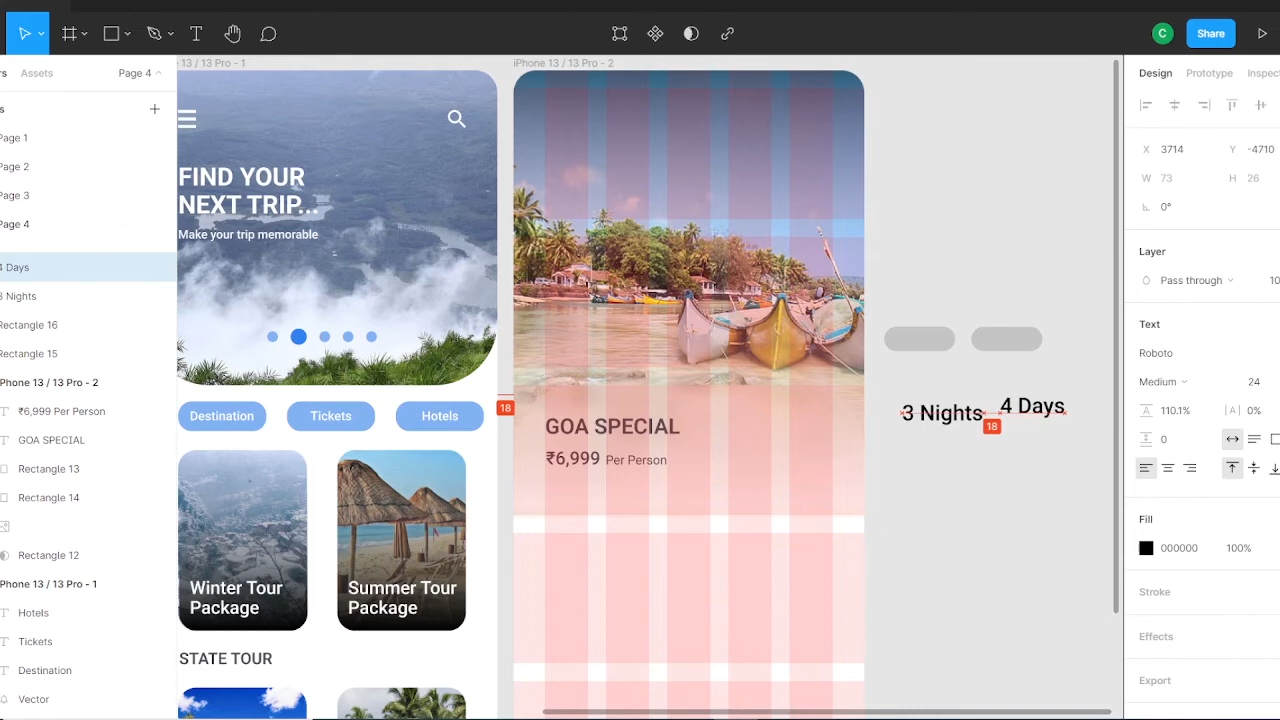 C
Share
rs
Assets
Page 4
Design
Prototype
Inspect
s
Page 1
Page 2
Page 3
Page 4
4 Days
3 Nights
Rectangle 16
Rectangle 15
Phone 13 / 13 Pro - 2
₹6,999 Per Person
GOA SPECIAL
Rectangle 13
Rectangle 14
Rectangle 12
Phone 13 / 13 Pro - 1
Hotels
Tickets
Destination
Vector
13 / 13 Pro - 1
FIND YOUR
NEXT TRIP...
Make your trip memorable
Destination
Tickets
Hotels
Winter Tour
Package
Summer Tour
Package
STATE TOUR
iPhone 13 / 13 Pro - 2
18
GOA SPECIAL
₹6,999 Per Person
3 Nights
4 Days
18
X 3714 Y -4710
W 73 H 26
0°
Layer
Pass through 10
Text
Roboto
Medium 24
110.1% |A| 0%
0
Fill
000000 100%
Stroke
Effects
Export